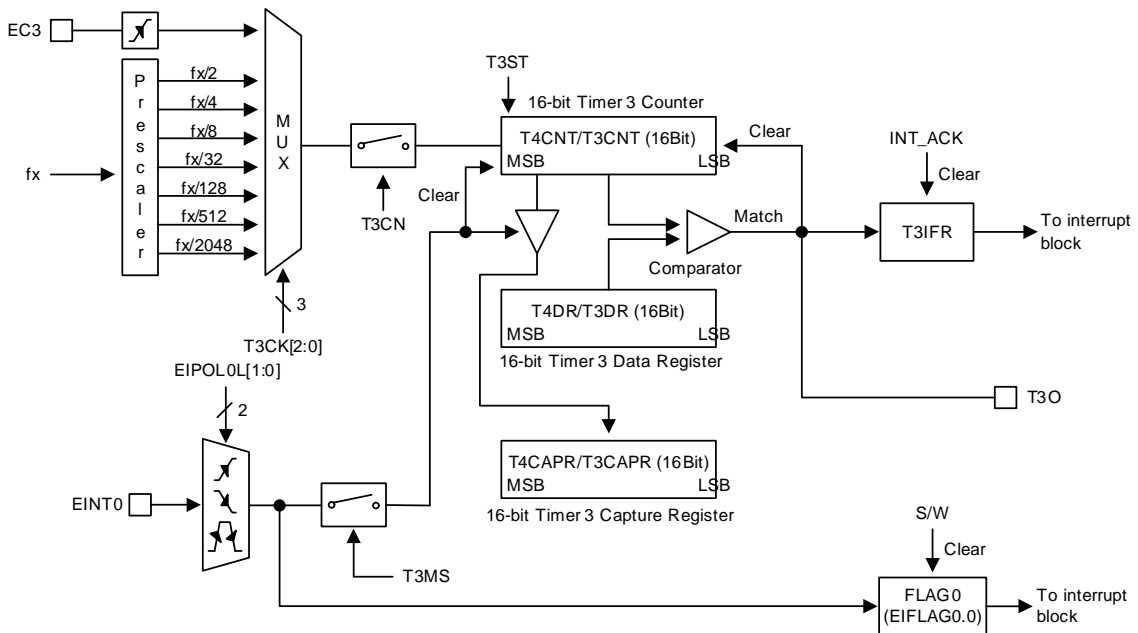 EC3
Prescaler
fx/2
fx/4
fx/8
fx/32
fx/128
fx/512
fx/2048
fx
MUX
3
T3CK[2:0]
T3CN
T3ST
16-bit Timer 3 Counter
T4CNT/T3CNT (16Bit)
MSB
LSB
Clear
Clear
Match
Comparator
T4DR/T3DR (16Bit)
MSB
LSB
16-bit Timer 3 Data Register
INT_ACK
Clear
T3IFR
To interrupt
block
T3O
EIPOL0L[1:0]
2
EINT0
T3MS
T4CAPR/T3CAPR (16Bit)
MSB
LSB
16-bit Timer 3 Capture Register
S/W
Clear
FLAG0
(EIFLAG0.0)
To interrupt
block